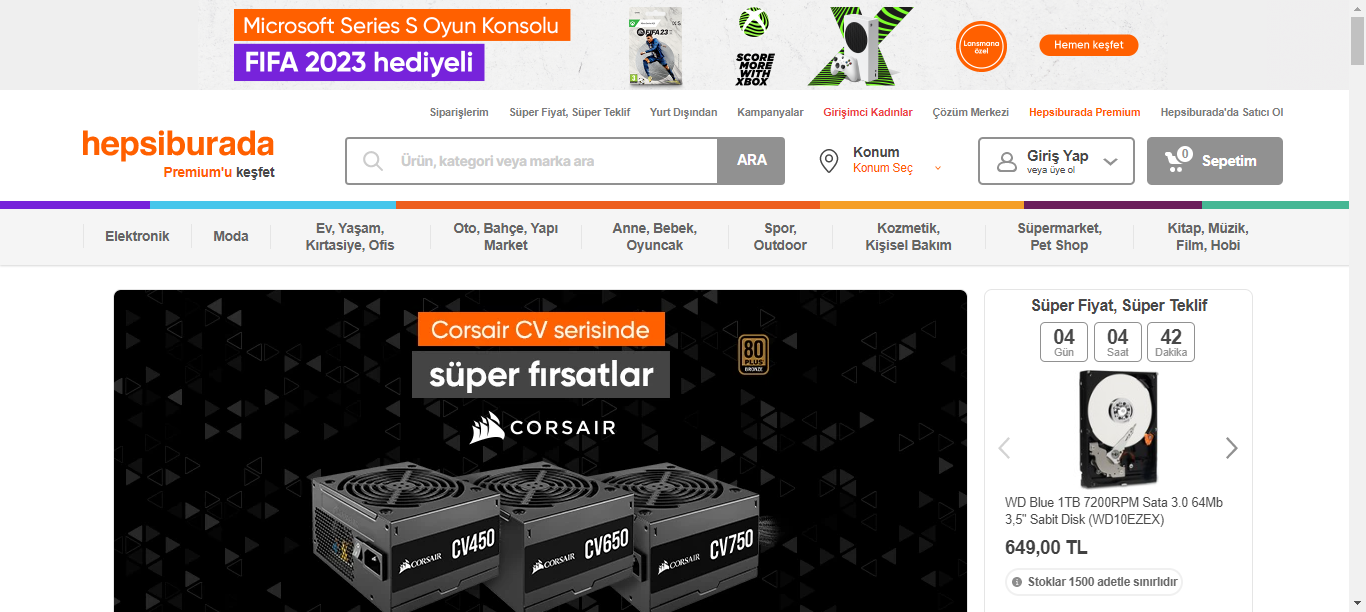 Microsoft Series S Oyun Konsolu
FIFA 2023 hediyeli
FIFA 23
SCORE
MORE
WITH
XBOX
Lansmana
özel
Hemen keşfet
Siparişlerim Süper Fiyat, Süper Teklif Yurt Dışından Kampanyalar Girişimci Kadınlar Çözüm Merkezi Hepsiburada Premium Hepsiburada'da Satıcı Ol
hepsiburada
Premium'u keşfet
Ürün, kategori veya marka ara
ARA
Konum
Konum Seç
Giriş Yap
veya üye ol
0
Sepetim
Elektronik
Moda
Ev, Yaşam,
Kırtasiye, Ofis
Oto, Bahçe, Yapı
Market
Anne, Bebek,
Oyuncak
Spor,
Outdoor
Kozmetik,
Kişisel Bakım
Süpermarket,
Pet Shop
Kitap, Müzik,
Film, Hobi
Corsair CV serisinde
süper fırsatlar
CORSAIR
80
PLUS
BRONZE
CORSAIR CV450
CORSAIR CV650
CORSAIR CV750
Süper Fiyat, Süper Teklif
04 04 42
Gün Saat Dakika
WD Blue 1TB 7200RPM Sata 3.0 64Mb
3,5" Sabit Disk (WD10EZEX)
649,00 TL
Stoklar 1500 adetle sınırlıdır